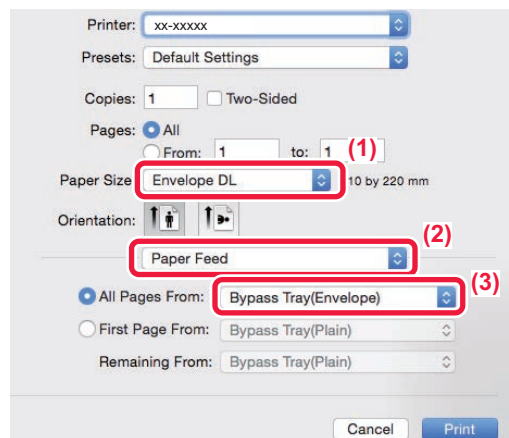 Printer: xx-xxxxx
Presets: Default Settings
Copies: 1 Two-Sided
Pages: All
From: 1 to: 1 (1)
Paper Size Envelope DL 10 by 220 mm
Orientation:
(2)
Paper Feed
(3)
All Pages From: Bypass Tray(Envelope)
First Page From: Bypass Tray(Plain)
Remaining From: Bypass Tray(Plain)
Cancel Print